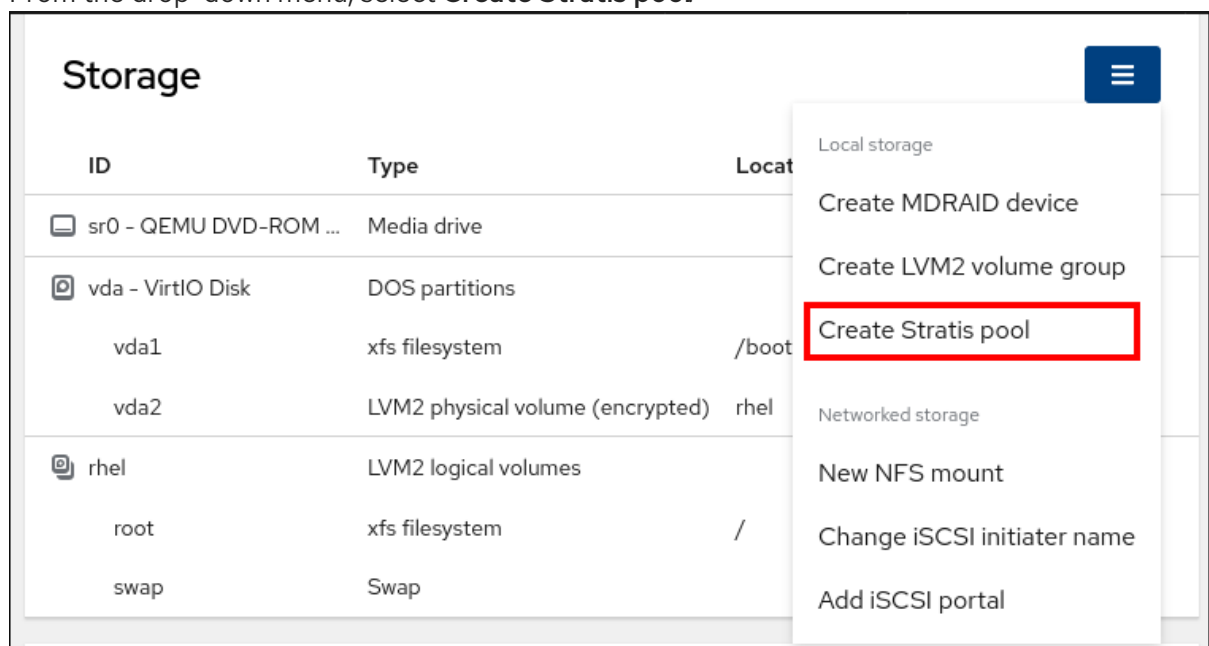 From the drop-down menu, select Create Stratis pool.
Storage
ID Type Locat
sr0 - QEMU DVD-ROM ... Media drive
vda - VirtIO Disk DOS partitions
vda1 xfs filesystem /boot
vda2 LVM2 physical volume (encrypted) rhel
rhel LVM2 logical volumes
root xfs filesystem /
swap Swap
Local storage
Create MDRAID device
Create LVM2 volume group
Create Stratis pool
Networked storage
New NFS mount
Change iSCSI initiater name
Add iSCSI portal